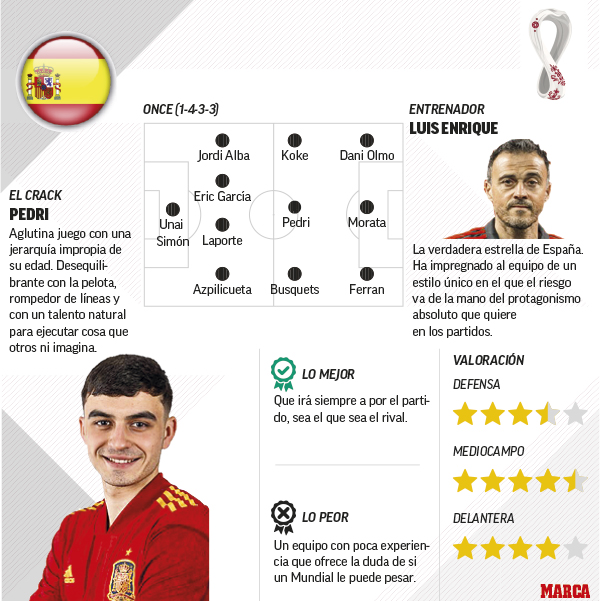 ONCE (1-4-3-3)
Jordi Alba
Koke
Dani Olmo
Eric García
Unai
Simón
Pedri
Morata
Laporte
Azpilicueta
Busquets
Ferran
ENTRENADOR
LUIS ENRIQUE
La verdadera estrella de España.
Ha impregnado al equipo de un
estilo único en el que el riesgo
va de la mano del protagonismo
absoluto que quiere
en los partidos.
EL CRACK
PEDRI
Aglutina juego con una
jerarquía impropia de
su edad. Desequili-
brante con la pelota,
rompedor de líneas y
con un talento natural
para ejecutar cosa que
otros ni imagina.
LO MEJOR
Que irá siempre a por el parti-
do, sea el que sea el rival.
LO PEOR
Un equipo con poca experien-
cia que ofrece la duda de si
un Mundial le puede pesar.
VALORACIÓN
DEFENSA
MEDIOCAMPO
DELANTERA
MARCA